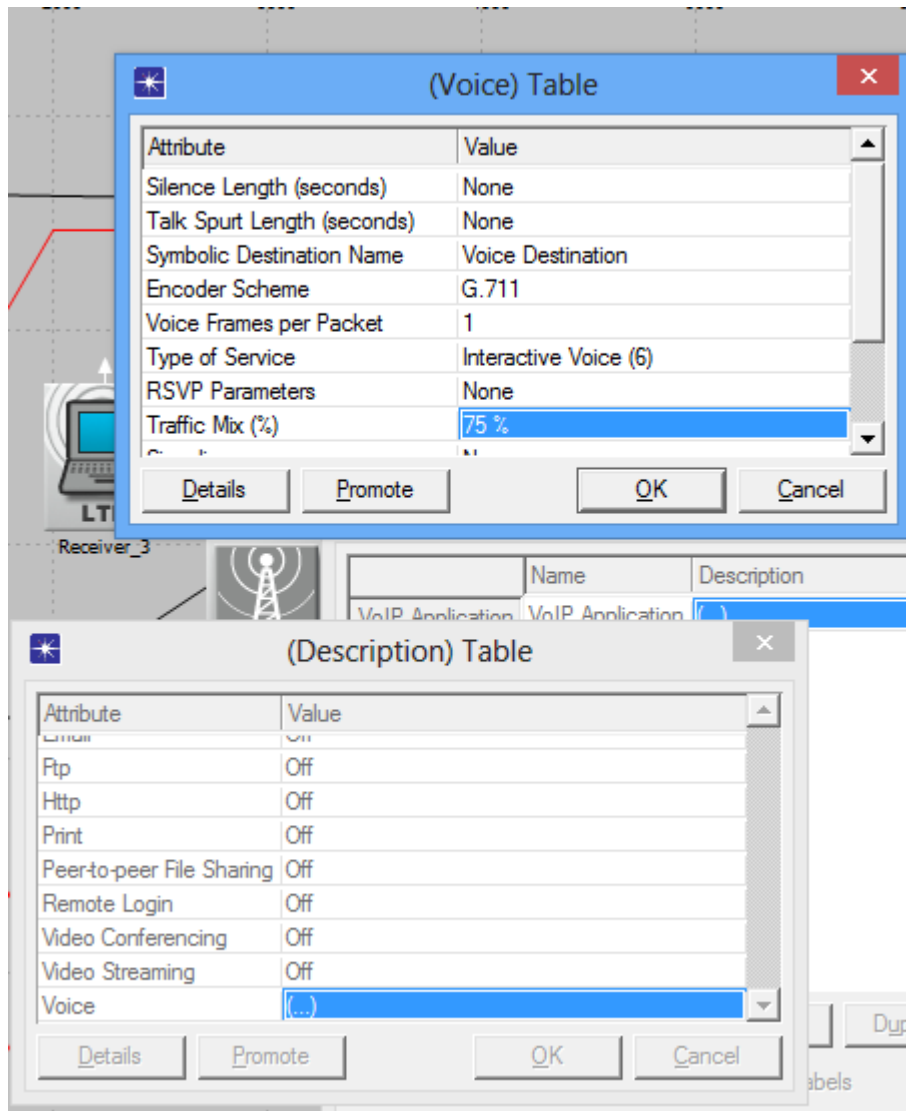 (Voice) Table
Attribute Value
Silence Length (seconds) None
Talk Spurt Length (seconds) None
Symbolic Destination Name Voice Destination
Encoder Scheme G.711
Voice Frames per Packet 1
Type of Service Interactive Voice (6)
RSVP Parameters None
Traffic Mix (%) 75 %
Details Promote OK Cancel
Receiver_3
Name Description
VoIP Application VoIP Application (...)
(Description) Table
Attribute Value
Email Off
Ftp Off
Http Off
Print Off
Peer-to-peer File Sharing Off
Remote Login Off
Video Conferencing Off
Video Streaming Off
Voice (...)
Details Promote OK Cancel